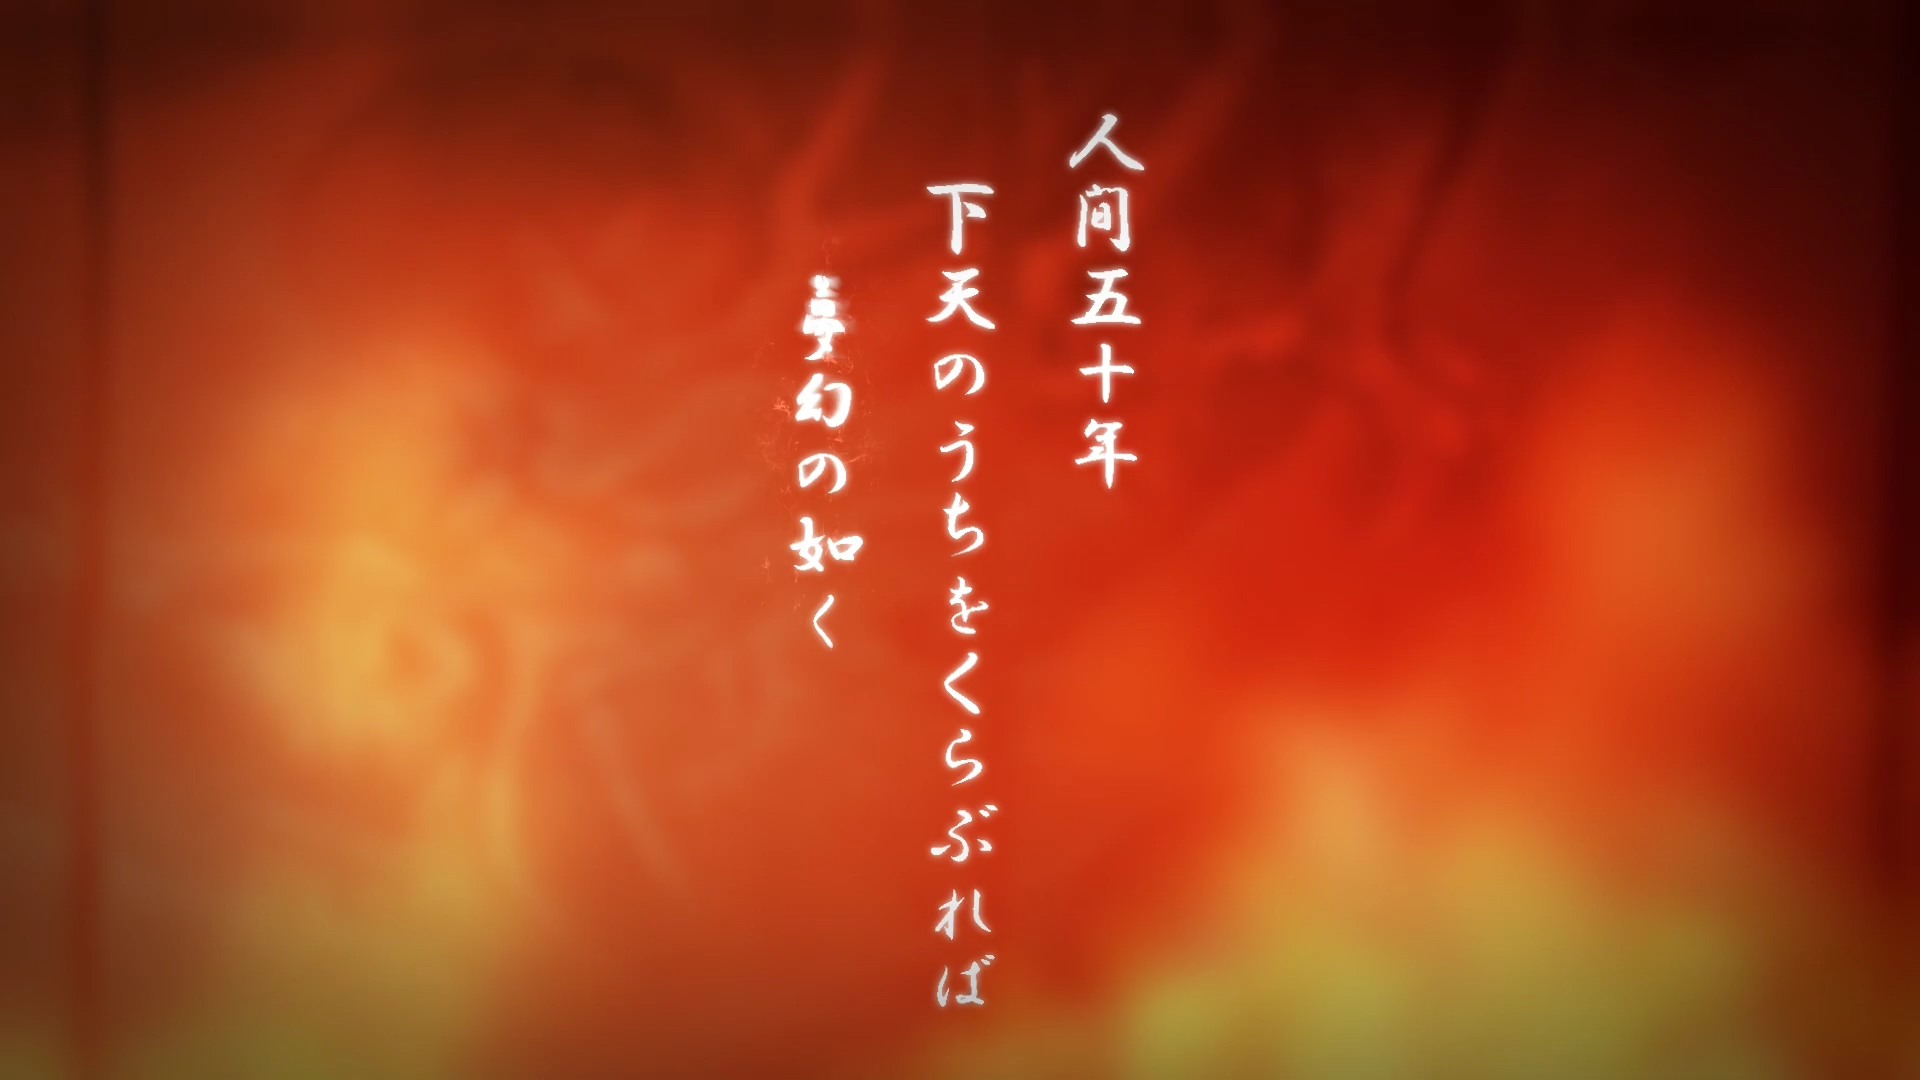 人間五十年
下天のうちをくらぶれば
夢幻の如く